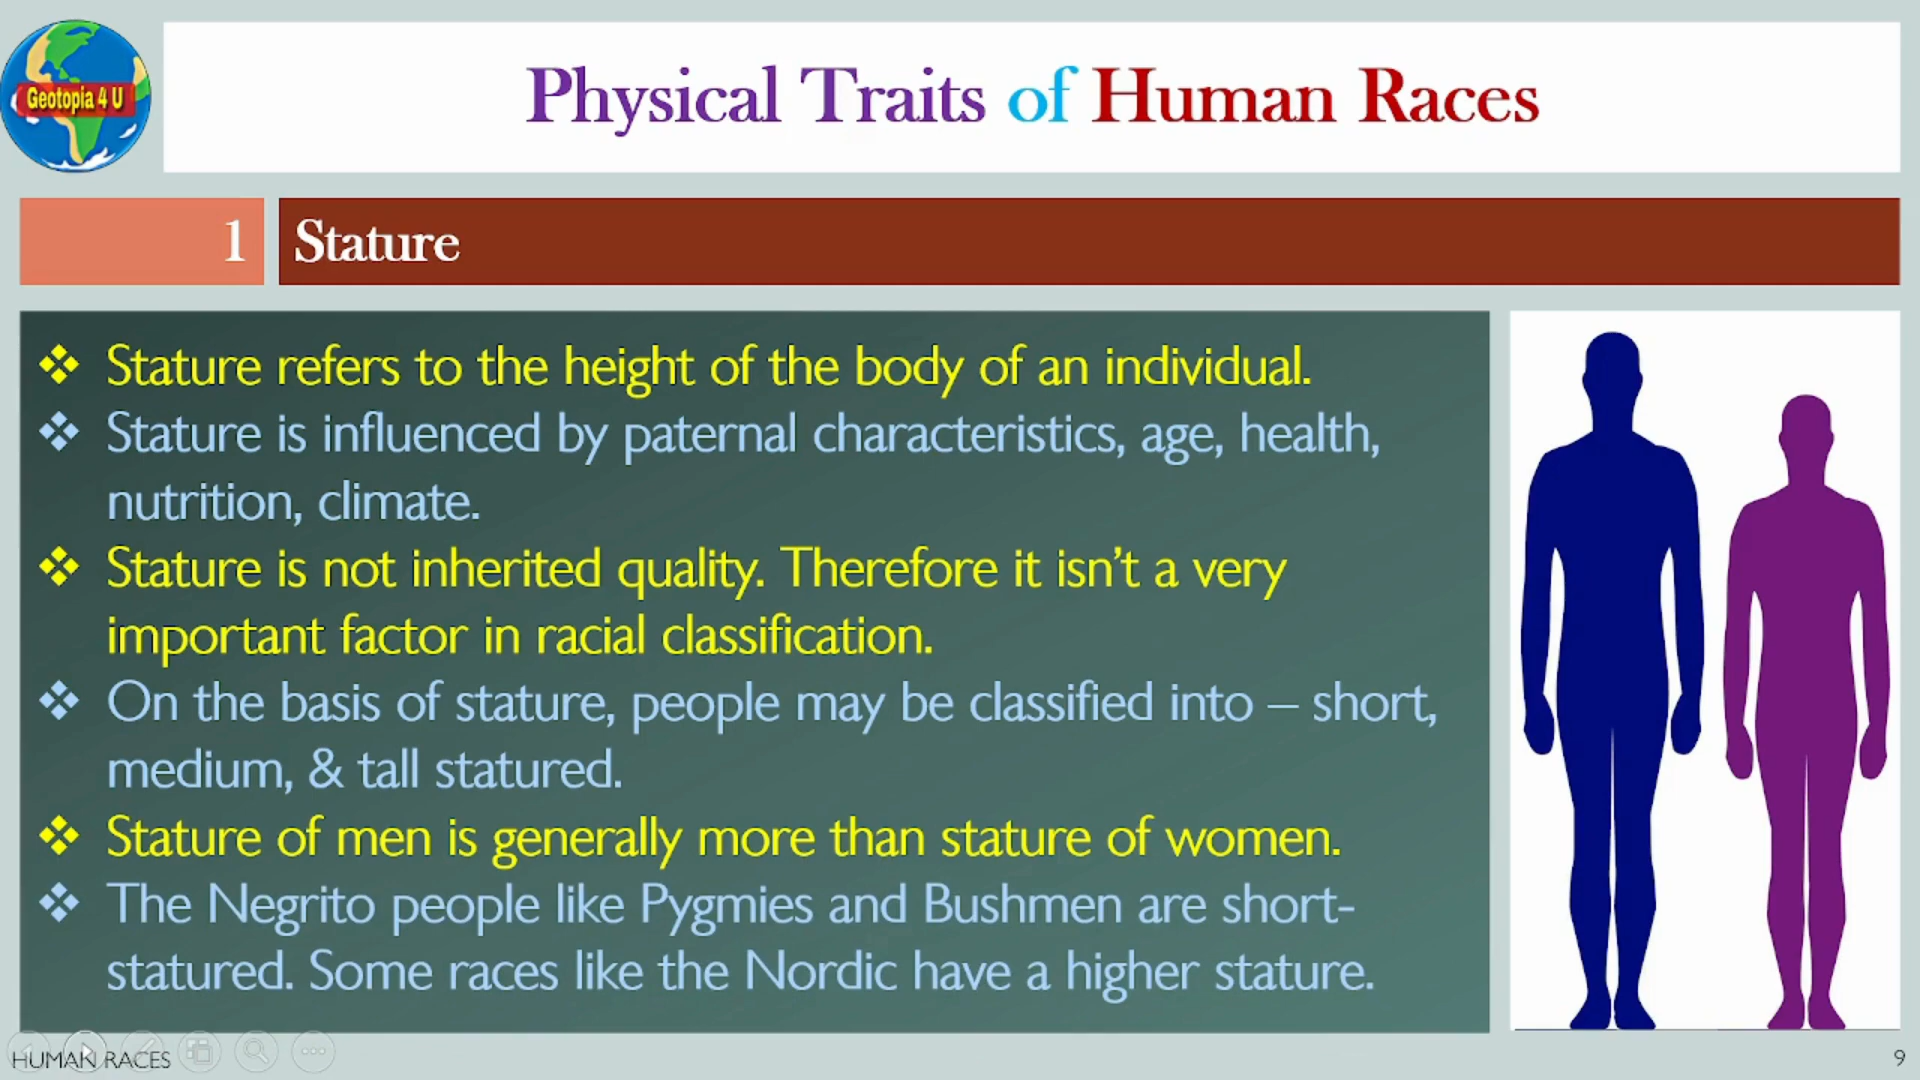 Geotopia 4 U
Physical Traits of Human Races
1
Stature
Stature refers to the height of the body of an individual.
Stature is influenced by paternal characteristics, age, health,
nutrition, climate.
Stature is not inherited quality. Therefore it isn't a very
important factor in racial classification.
On the basis of stature, people may be classified into – short,
medium, & tall statured.
Stature of men is generally more than stature of women.
The Negrito people like Pygmies and Bushmen are short-
statured. Some races like the Nordic have a higher stature.
HUMAN RACES
9